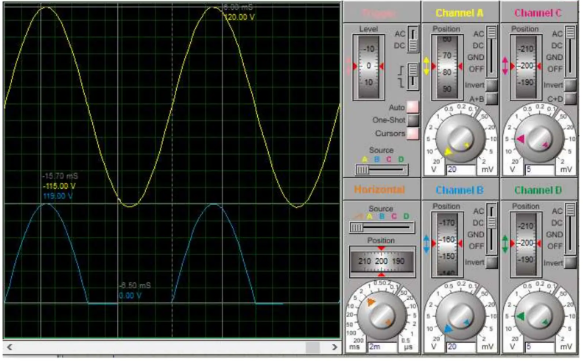 5.00 mS
120.00 V
-15.70 mS
-115.00 V
119.00 V
-6.50 mS
0.00 V
Trigger
Level
-10
0
10
AC
DC
Auto
One-Shot
Cursors
Source
A B C D
Channel A
Position
60
70
80
90
AC
DC
GND
OFF
Invert
A+B
V 20 mV
Channel C
Position
-210
-200
-190
AC
DC
GND
OFF
Invert
C+D
V 5 mV
Horizontal
Source
A B C D
Position
210 200 190
ms 2m µs
Channel B
Position
-170
-160
-150
-140
AC
DC
GND
OFF
Invert
V 20 mV
Channel D
Position
-210
-200
-190
AC
DC
GND
OFF
Invert
V 5 mV